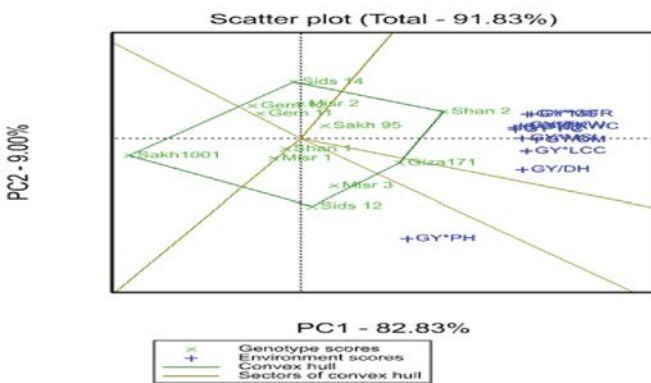 Scatter plot (Total - 91.83%)
PC2 - 9.00%
Sids 14
Misr 2
Gem 11
Shan 2
Sakh 95
Sakh1001
Shan 1
Misr 1
Giza171
Misr 3
Sids 12
GY*LCC
GY/DH
GY*PH
PC1 - 82.83%
Genotype scores
Environment scores
Convex hull
Sectors of convex hull